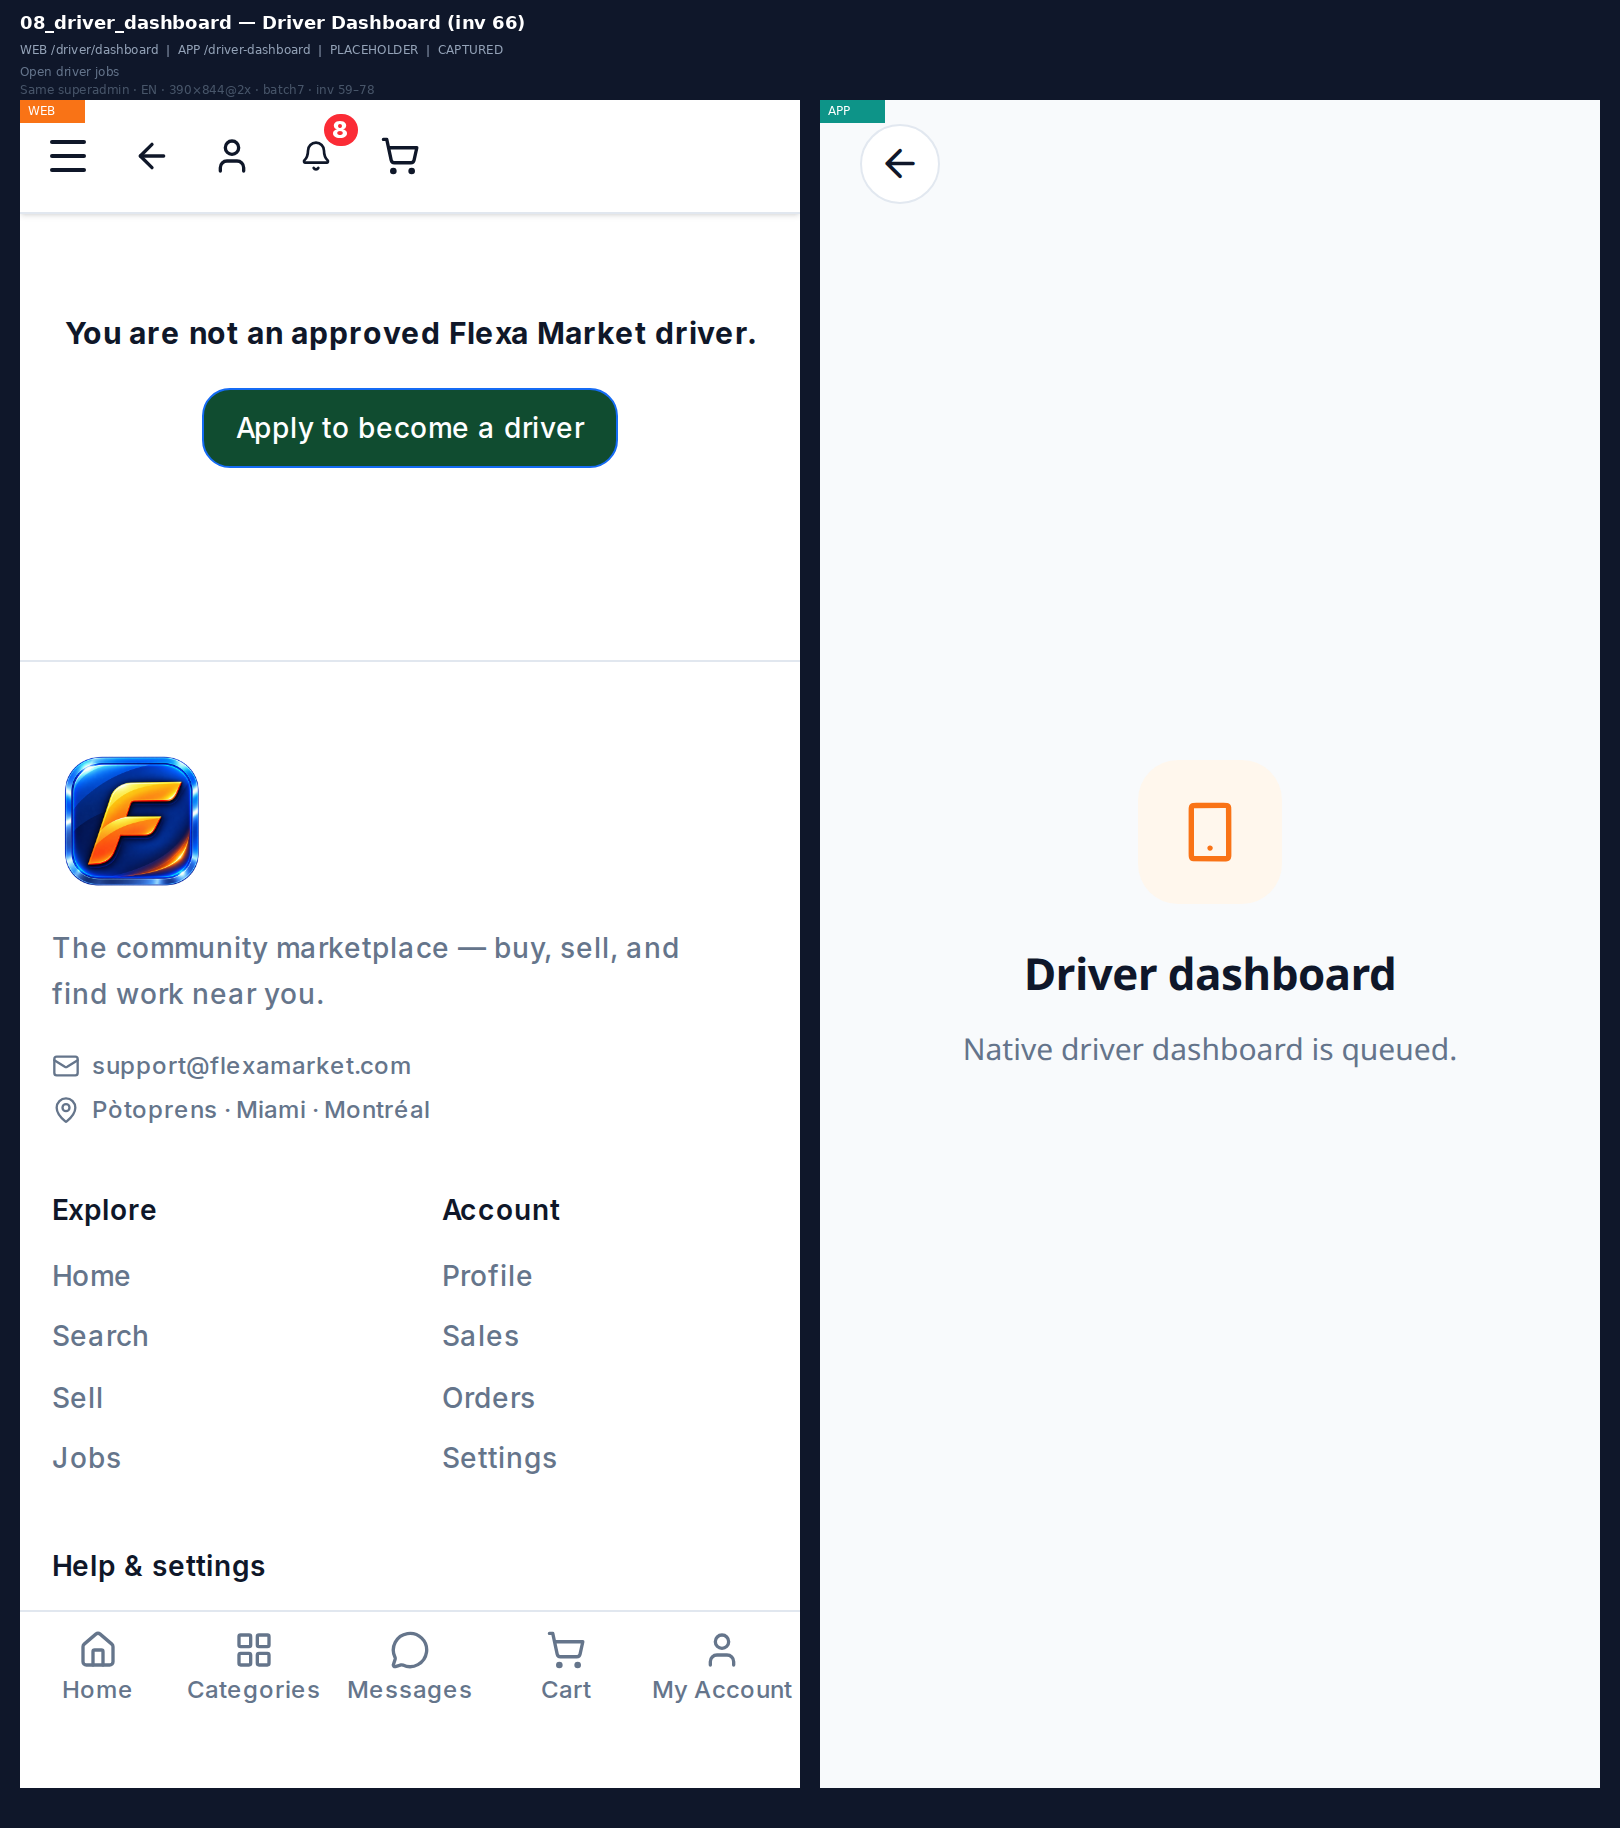 08_driver_dashboard — Driver Dashboard (inv 66)
WEB /driver/dashboard | APP /driver-dashboard | PLACEHOLDER | CAPTURED
Open driver jobs
Same superadmin · EN · 390×844@2x · batch7 · inv 59–78
WEB
8
You are not an approved Flexa Market driver.
Apply to become a driver
F
The community marketplace — buy, sell, and
find work near you.
support@flexamarket.com
Pòtoprens · Miami · Montréal
Explore
Account
Home
Profile
Search
Sales
Sell
Orders
Jobs
Settings
Help & settings
Home
Categories
Messages
Cart
My Account
APP
Driver dashboard
Native driver dashboard is queued.